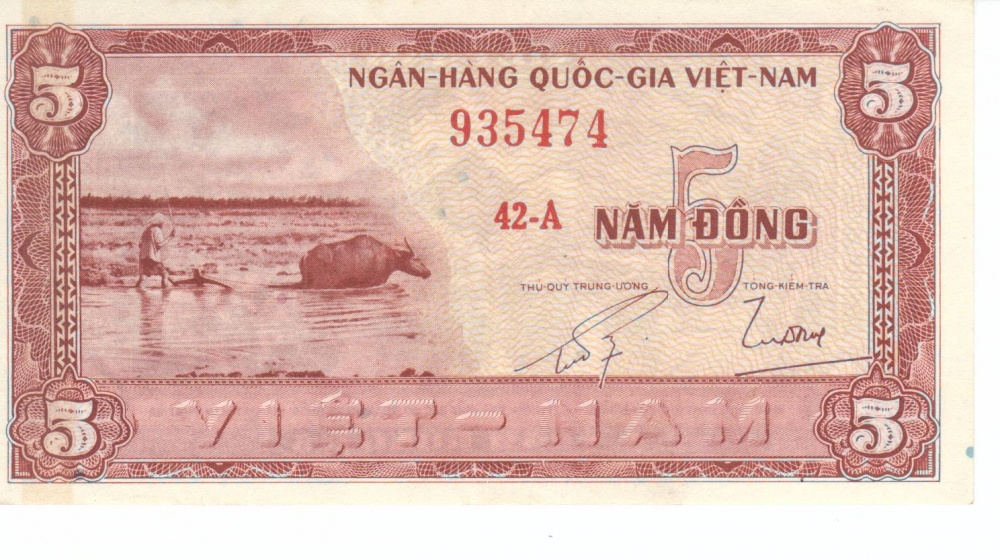 5 NGÂN-HÀNG QUỐC-GIA VIỆT-NAM 5
935474
5
42-A NĂM ĐỒNG
THỦ-QUỸ TRUNG-ƯƠNG TỔNG-KIỂM-TRA
5 VIỆT-NAM 5